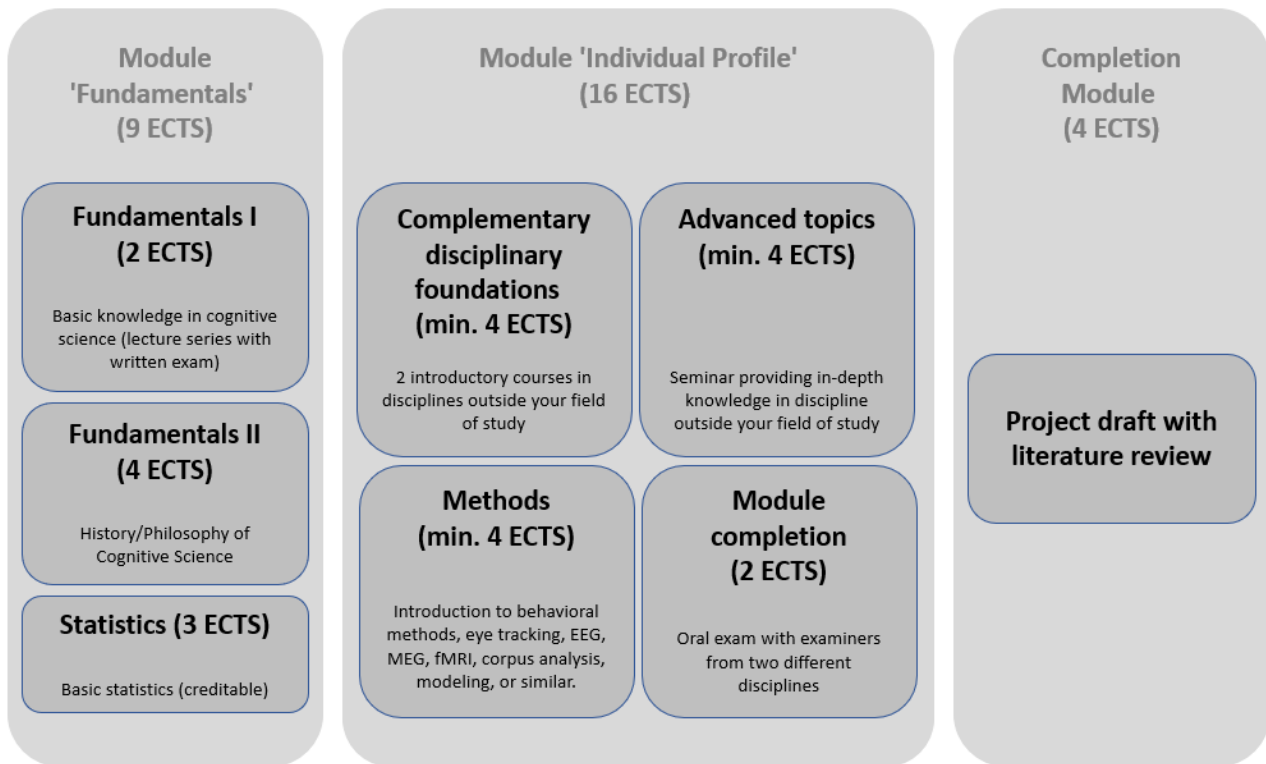 Module
'Fundamentals'
(9 ECTS)
Fundamentals I
(2 ECTS)
Basic knowledge in cognitive
science (lecture series with
written exam)
Fundamentals II
(4 ECTS)
History/Philosophy of
Cognitive Science
Statistics (3 ECTS)
Basic statistics (creditable)
Module 'Individual Profile'
(16 ECTS)
Complementary
disciplinary
foundations
(min. 4 ECTS)
2 introductory courses in
disciplines outside your field
of study
Advanced topics
(min. 4 ECTS)
Seminar providing in-depth
knowledge in discipline
outside your field of study
Methods
(min. 4 ECTS)
Introduction to behavioral
methods, eye tracking, EEG,
MEG, fMRI, corpus analysis,
modeling, or similar.
Module
completion
(2 ECTS)
Oral exam with examiners
from two different
disciplines
Completion
Module
(4 ECTS)
Project draft with
literature review